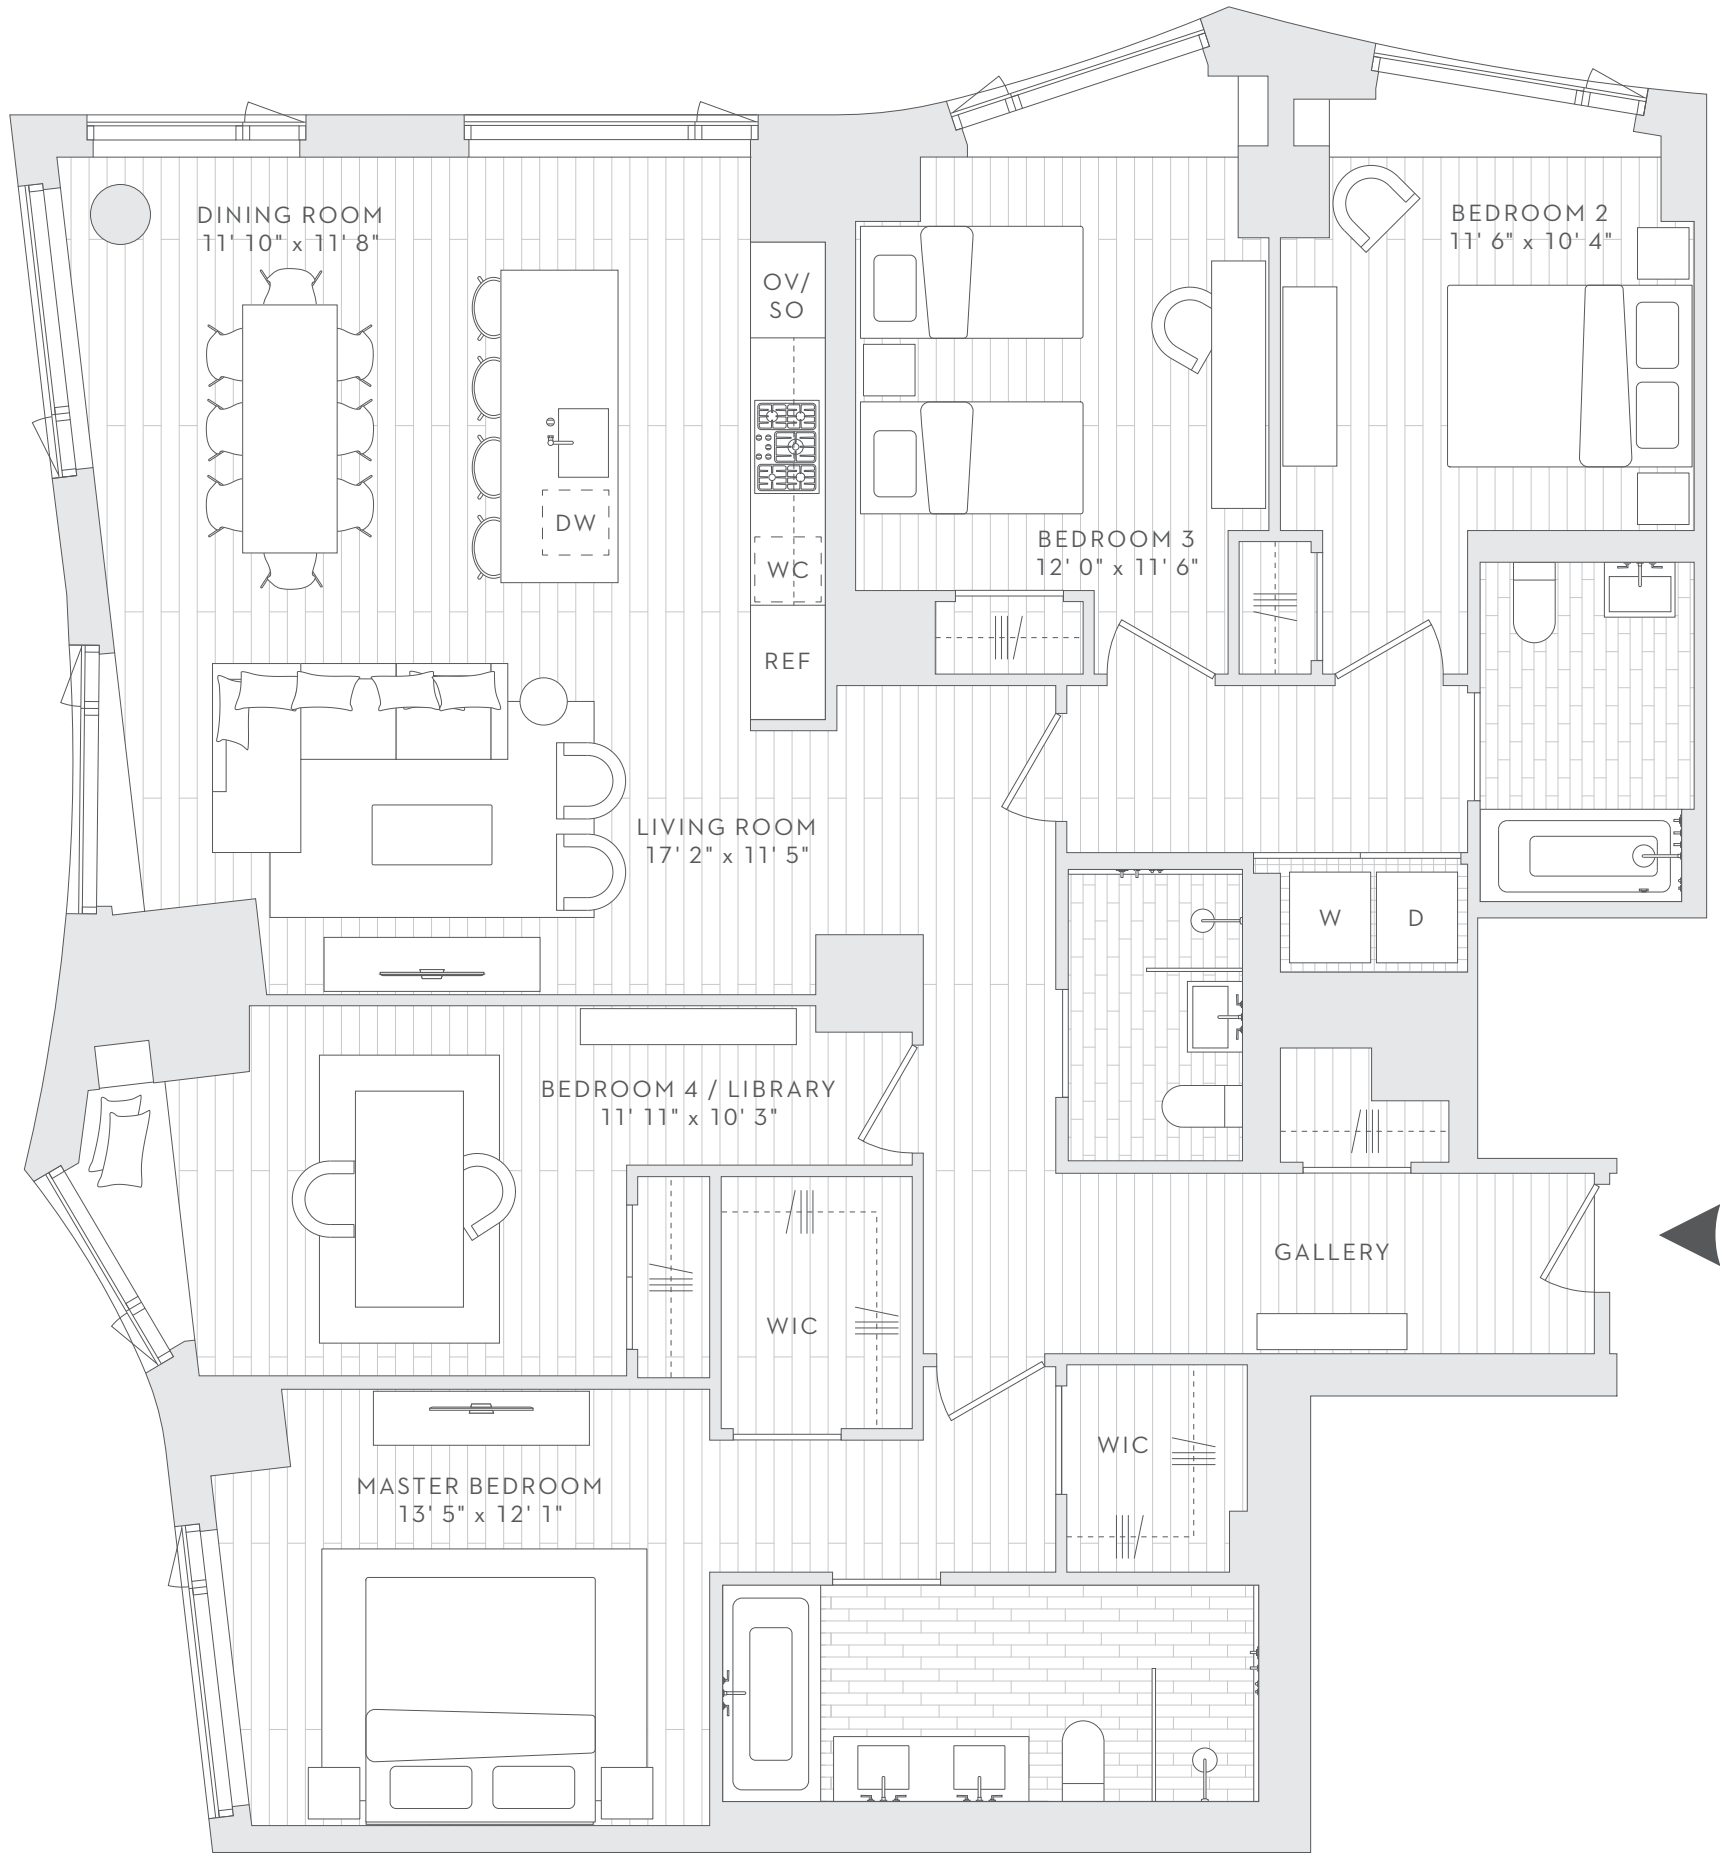 DINING ROOM
11' 10" x 11' 8"
BEDROOM 2
11' 6" x 10' 4"
OV/
SO
DW
WC
REF
BEDROOM 3
12' 0" x 11' 6"
LIVING ROOM
17' 2" x 11' 5"
W
D
BEDROOM 4 / LIBRARY
11' 11" x 10' 3"
WIC
GALLERY
WIC
MASTER BEDROOM
13' 5" x 12' 1"